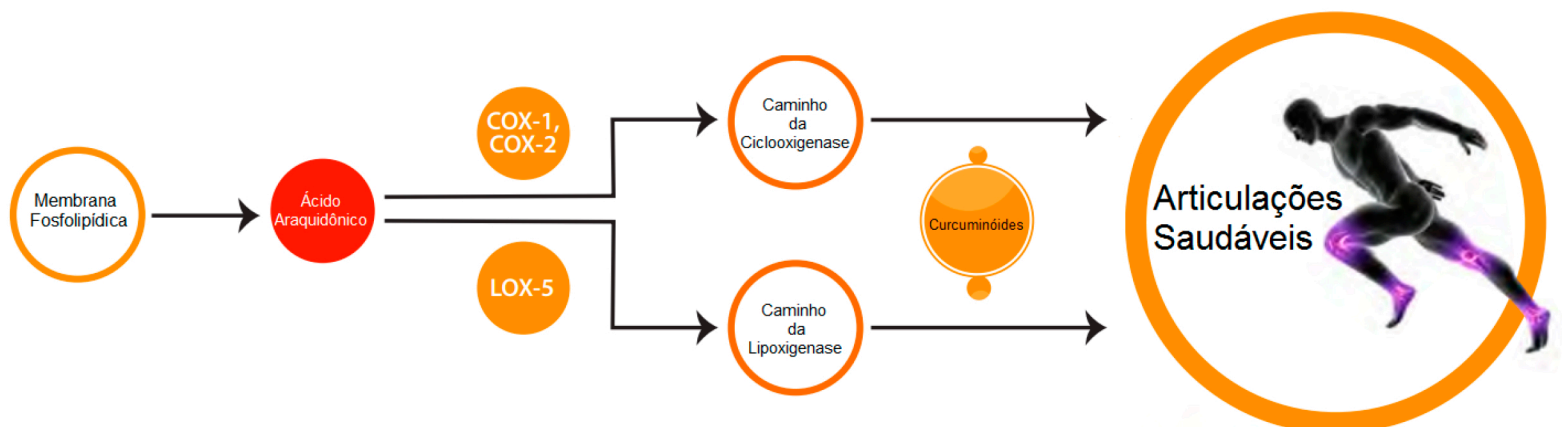 Membrana
Fosfolipídica
Ácido
Araquidônico
COX-1,
COX-2
LOX-5
Caminho
da
Ciclooxigenase
Caminho
da
Lipoxigenase
Curcuminóides
Articulações
Saudáveis